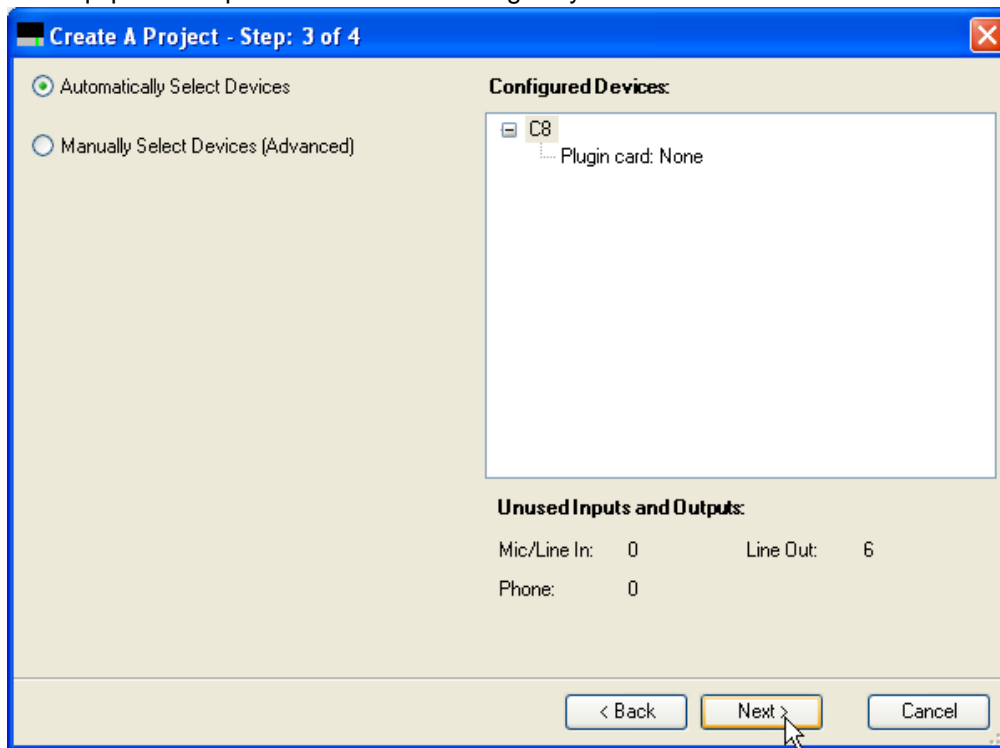 Create A Project - Step: 3 of 4
Automatically Select Devices
Manually Select Devices (Advanced)
Configured Devices:
C8
Plugin card: None
Unused Inputs and Outputs:
Mic/Line In: 0 Line Out: 6
Phone: 0
< Back Next > Cancel